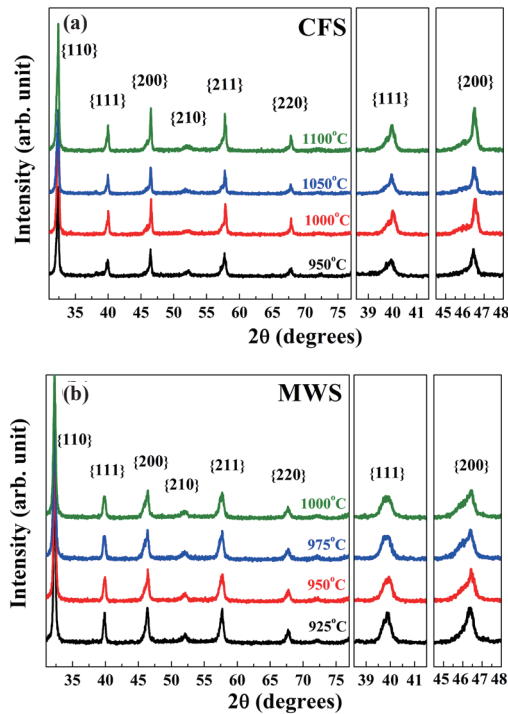 (a)
CFS
{110}
{111}
{200}
{210}
{211}
{220}
{111}
{200}
1100°C
1050°C
1000°C
950°C
Intensity (arb. unit)
31 35 40 45 50 55 60 65 70 75
39 40 41
45 46 47 48
2θ (degrees)
(b)
MWS
{110}
{111}
{200}
{210}
{211}
{220}
{111}
{200}
1000°C
975°C
950°C
925°C
Intensity (arb. unit)
31 35 40 45 50 55 60 65 70 75
39 40 41
45 46 47 48
2θ (degrees)